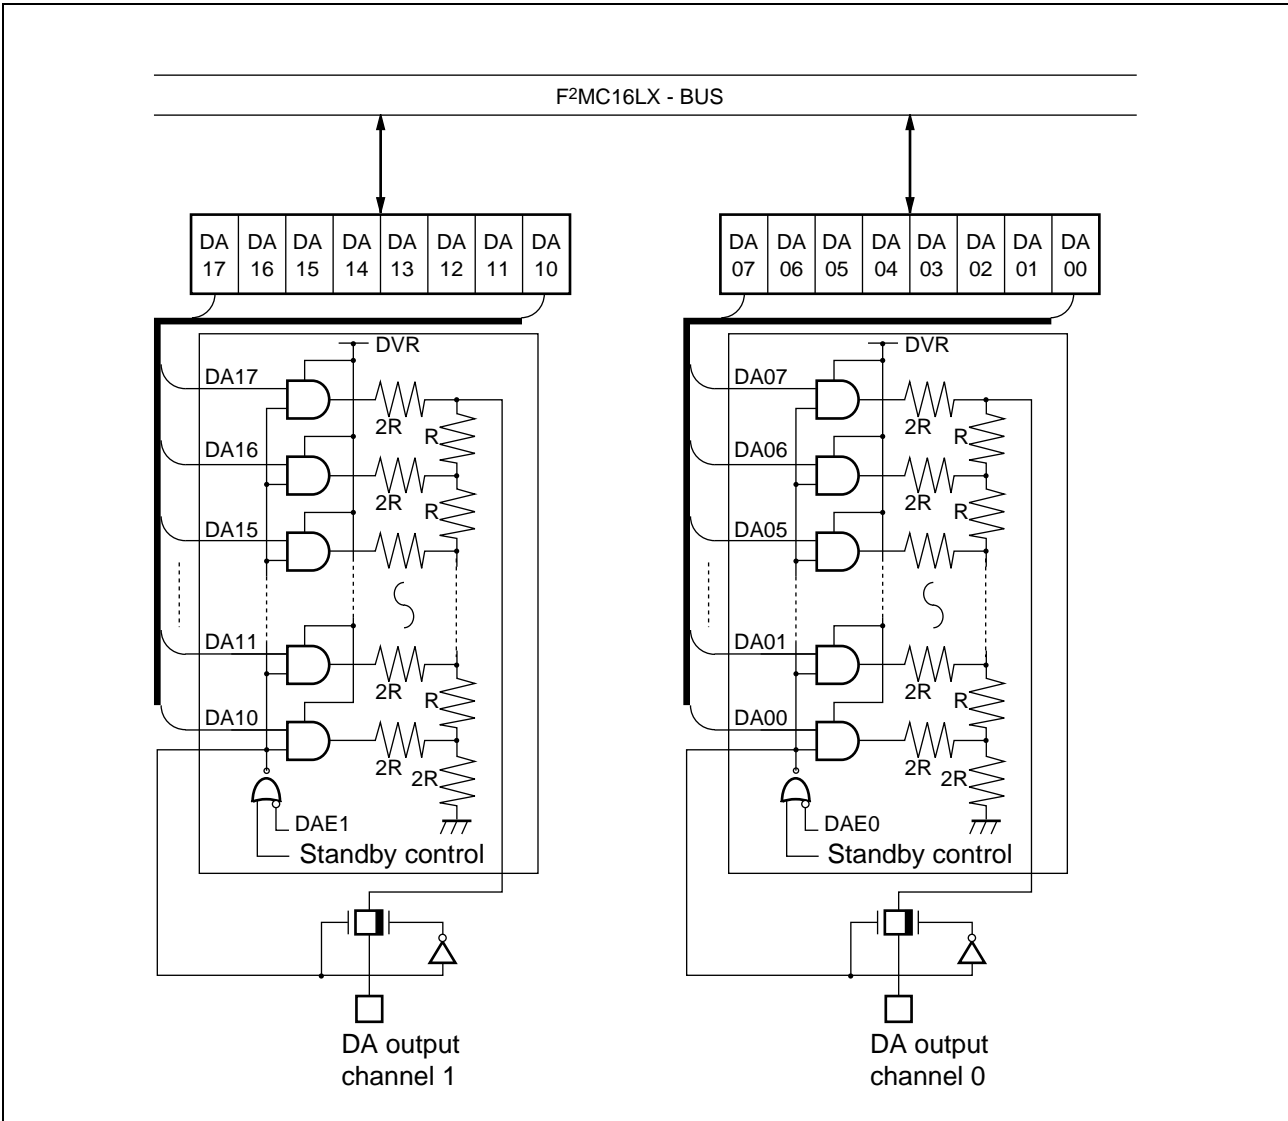 F²MC16LX - BUS
DA 17 DA 16 DA 15 DA 14 DA 13 DA 12 DA 11 DA 10
DVR
DA17
2R
R
DA16
2R
R
DA15
DA11
2R
R
DA10
2R
2R
DAE1
Standby control
DA output
channel 1
DA 07 DA 06 DA 05 DA 04 DA 03 DA 02 DA 01 DA 00
DVR
DA07
2R
R
DA06
2R
R
DA05
DA01
2R
R
DA00
2R
2R
DAE0
Standby control
DA output
channel 0